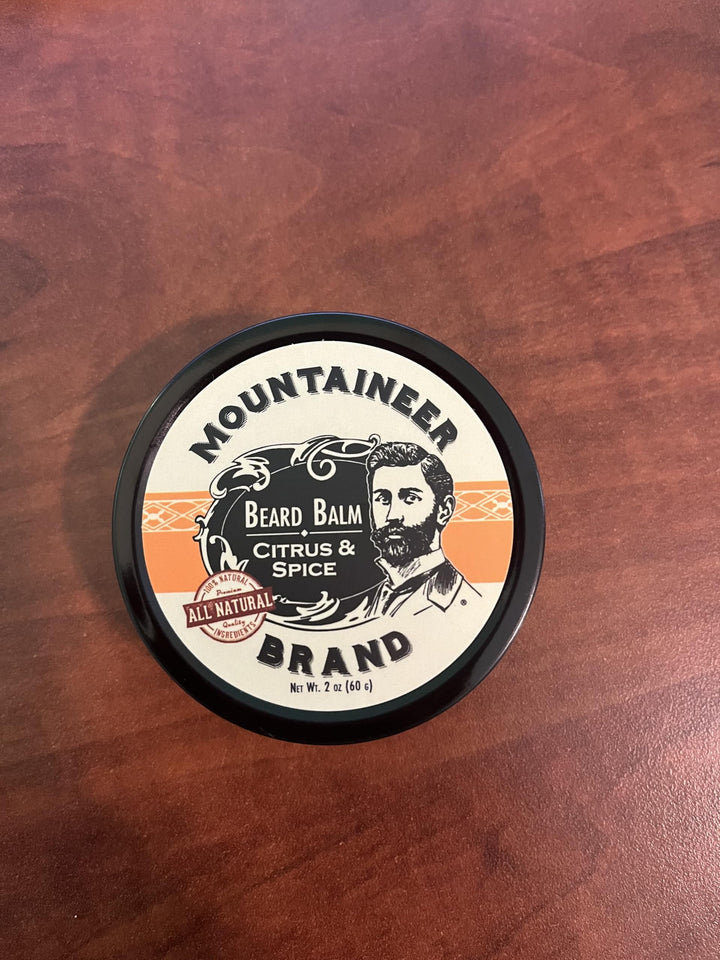 MOUNTAINEER
BEARD BALM
CITRUS &
SPICE
100% NATURAL
Premium
ALL NATURAL
Quality
INGREDIENTS
®
BRAND
NET WT. 2 OZ (60 G)